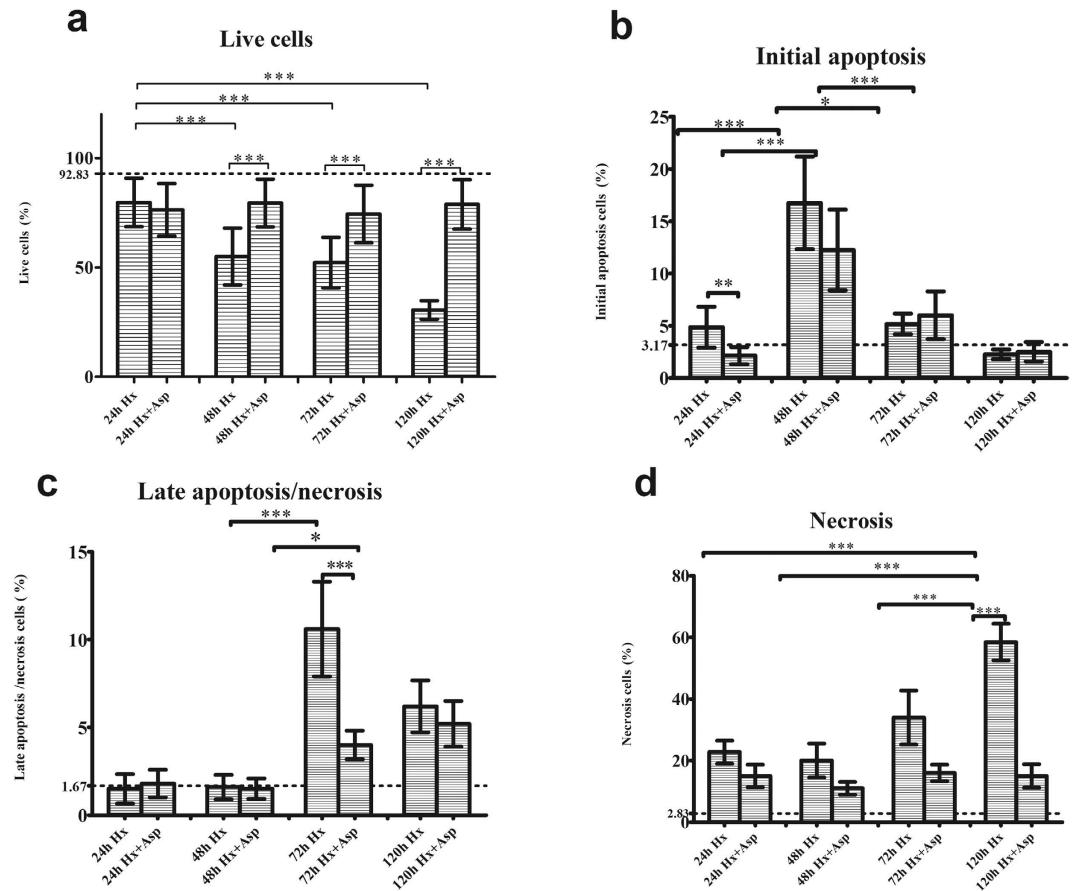 a
Live cells
***
***
***
***
***
***
100
92.83
50
0
Live cells (%)
24h Hx
24h Hx+Asp
48h Hx
48h Hx+Asp
72h Hx
72h Hx+Asp
120h Hx
120h Hx+Asp
b
Initial apoptosis
***
*
***
***
**
25
20
15
10
5
3.17
0
Initial apoptosis cells (%)
24h Hx
24h Hx+Asp
48h Hx
48h Hx+Asp
72h Hx
72h Hx+Asp
120h Hx
120h Hx+Asp
c
Late apoptosis/necrosis
***
*
***
15
10
5
1.67
0
Late apoptosis/necrosis cells ( %)
24h Hx
24h Hx+Asp
48h Hx
48h Hx+Asp
72h Hx
72h Hx+Asp
120h Hx
120h Hx+Asp
d
Necrosis
***
***
***
***
80
60
40
20
2.83
0
Necrosis cells (%)
24h Hx
24h Hx+Asp
48h Hx
48h Hx+Asp
72h Hx
72h Hx+Asp
120h Hx
120h Hx+Asp